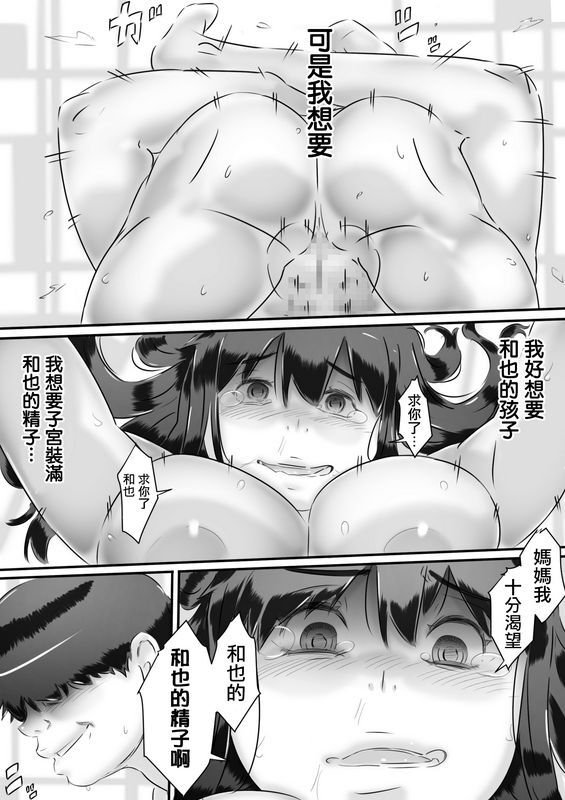 可是我想要
我好想要
和也的孩子
求你了…
我想要子宮裝滿
和也的精子…
求你了
和也
媽媽我
十分渴望
和也的
和也的精子啊